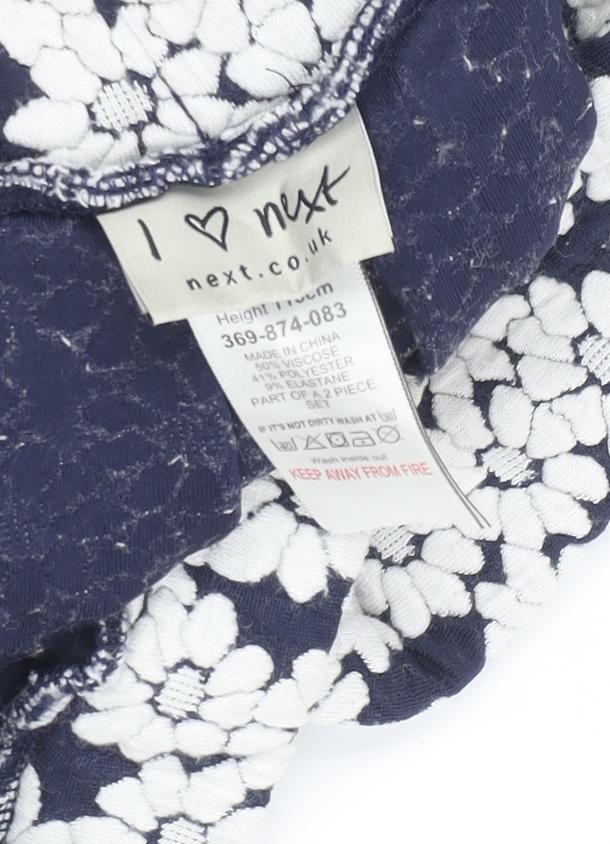 I ♡ next
next.co.uk
Height 110cm
369-874-083
MADE IN CHINA
50% VISCOSE
41% POLYESTER
9% ELASTANE
PART OF A 2 PIECE
SET
IF IT'S NOT DIRTY WASH AT
Wash inside out
KEEP AWAY FROM FIRE